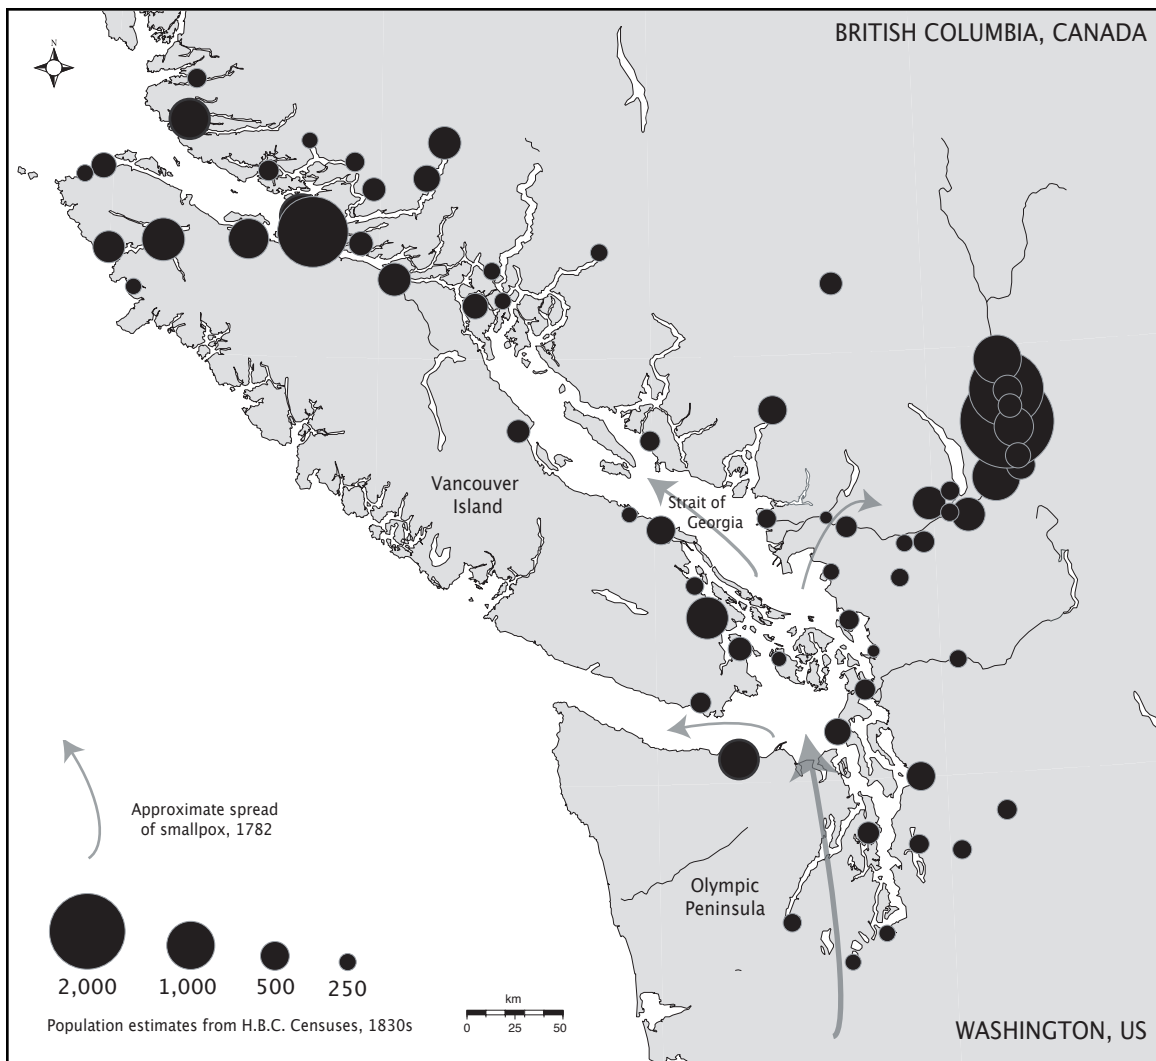 BRITISH COLUMBIA, CANADA
N
Vancouver
Island
Strait of
Georgia
Approximate spread
of smallpox, 1782
Olympic
Peninsula
2,000
1,000
500
250
Population estimates from H.B.C. Censuses, 1830s
km
0
25
50
WASHINGTON, US